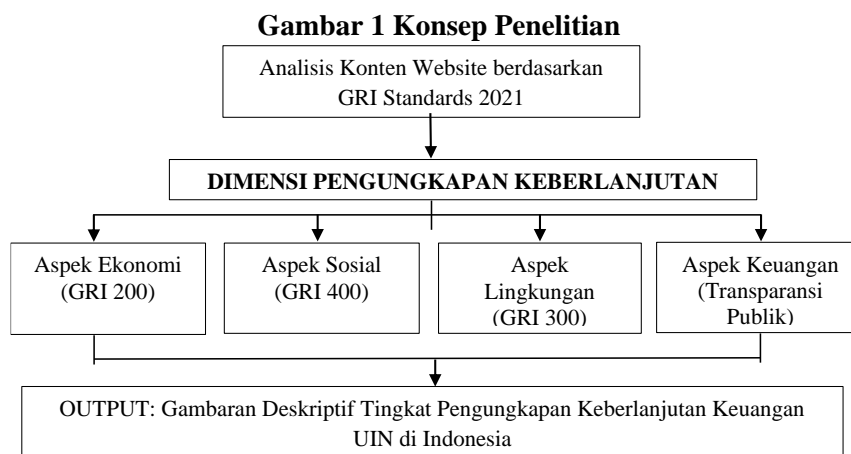 Gambar 1 Konsep Penelitian
Analisis Konten Website berdasarkan
GRI Standards 2021
DIMENSI PENGUNGKAPAN KEBERLANJUTAN
Aspek Ekonomi
(GRI 200)
Aspek Sosial
(GRI 400)
Aspek
Lingkungan
(GRI 300)
Aspek Keuangan
(Transparansi
Publik)
OUTPUT: Gambaran Deskriptif Tingkat Pengungkapan Keberlanjutan Keuangan
UIN di Indonesia